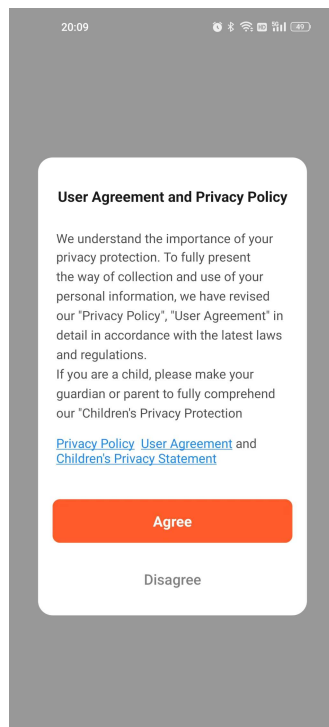 20:09
HD 5G 49
User Agreement and Privacy Policy
We understand the importance of your
privacy protection. To fully present
the way of collection and use of your
personal information, we have revised
our "Privacy Policy", "User Agreement" in
detail in accordance with the latest laws
and regulations.
If you are a child, please make your
guardian or parent to fully comprehend
our "Children's Privacy Protection
Privacy Policy User Agreement and
Children's Privacy Statement
Agree
Disagree